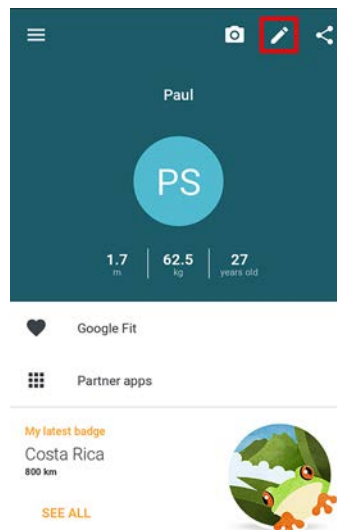 Paul
PS
1.7 62.5 27
m kg years old
Google Fit
Partner apps
My latest badge
Costa Rica
800 km
SEE ALL